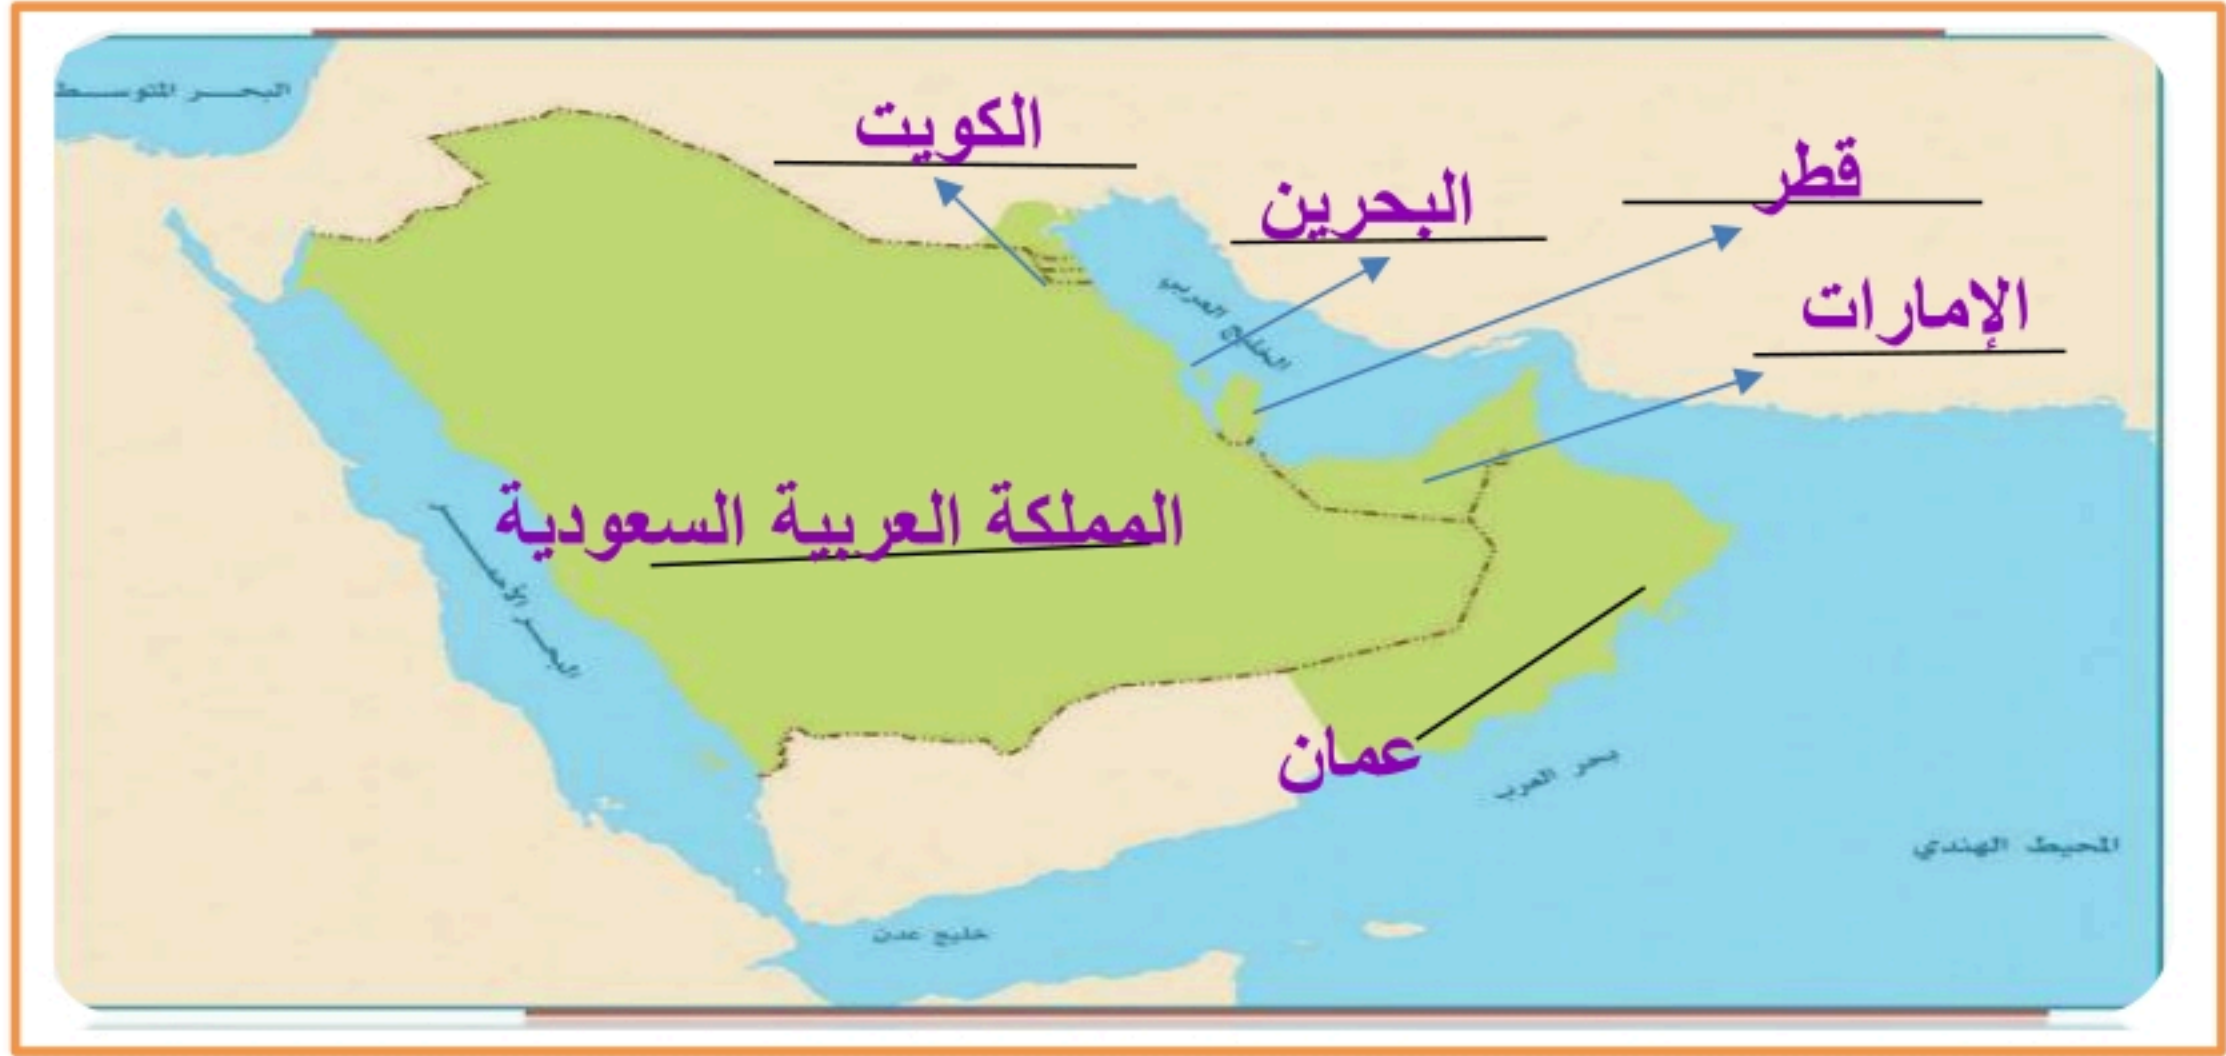 البحر المتوسط
الكويت
قطر
البحرين
الإمارات
الخليج العربي
المملكة العربية السعودية
البحر الأحمر
عمان
بحر العرب
المحيط الهندي
خليج عدن